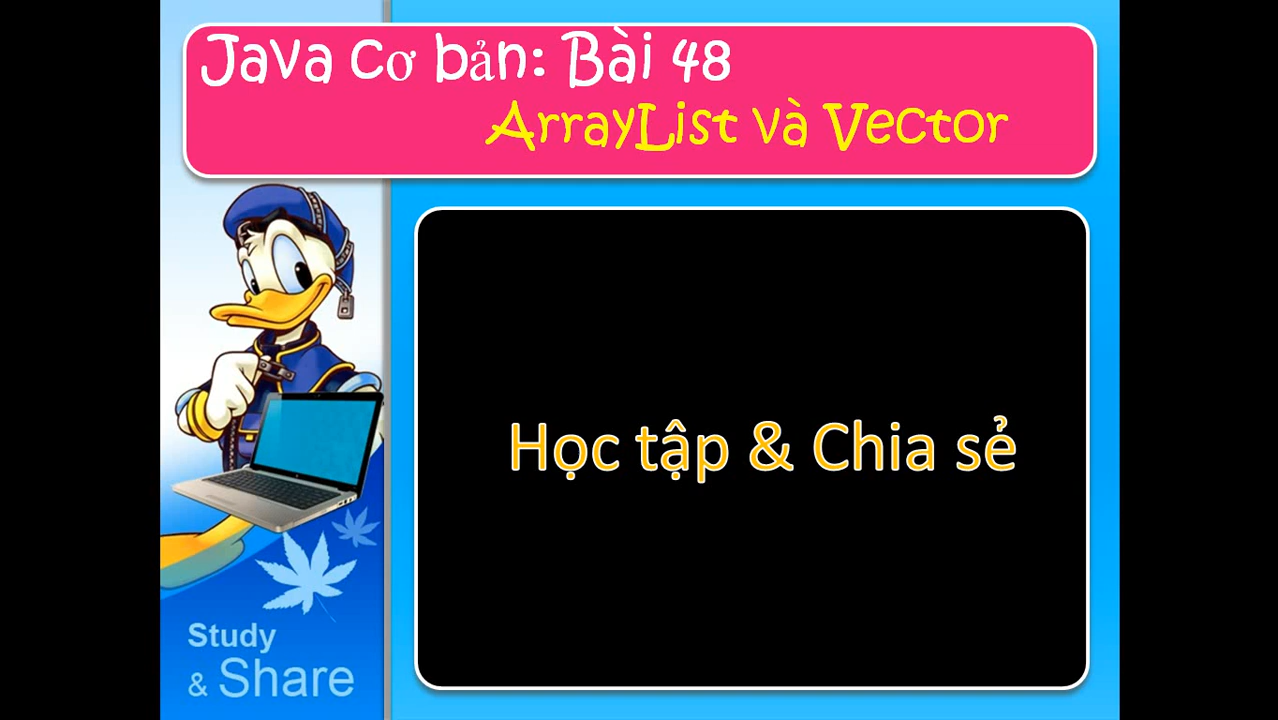 Java cơ bản: Bài 48
ArrayList và Vector
Học tập & Chia sẻ
Study
& Share